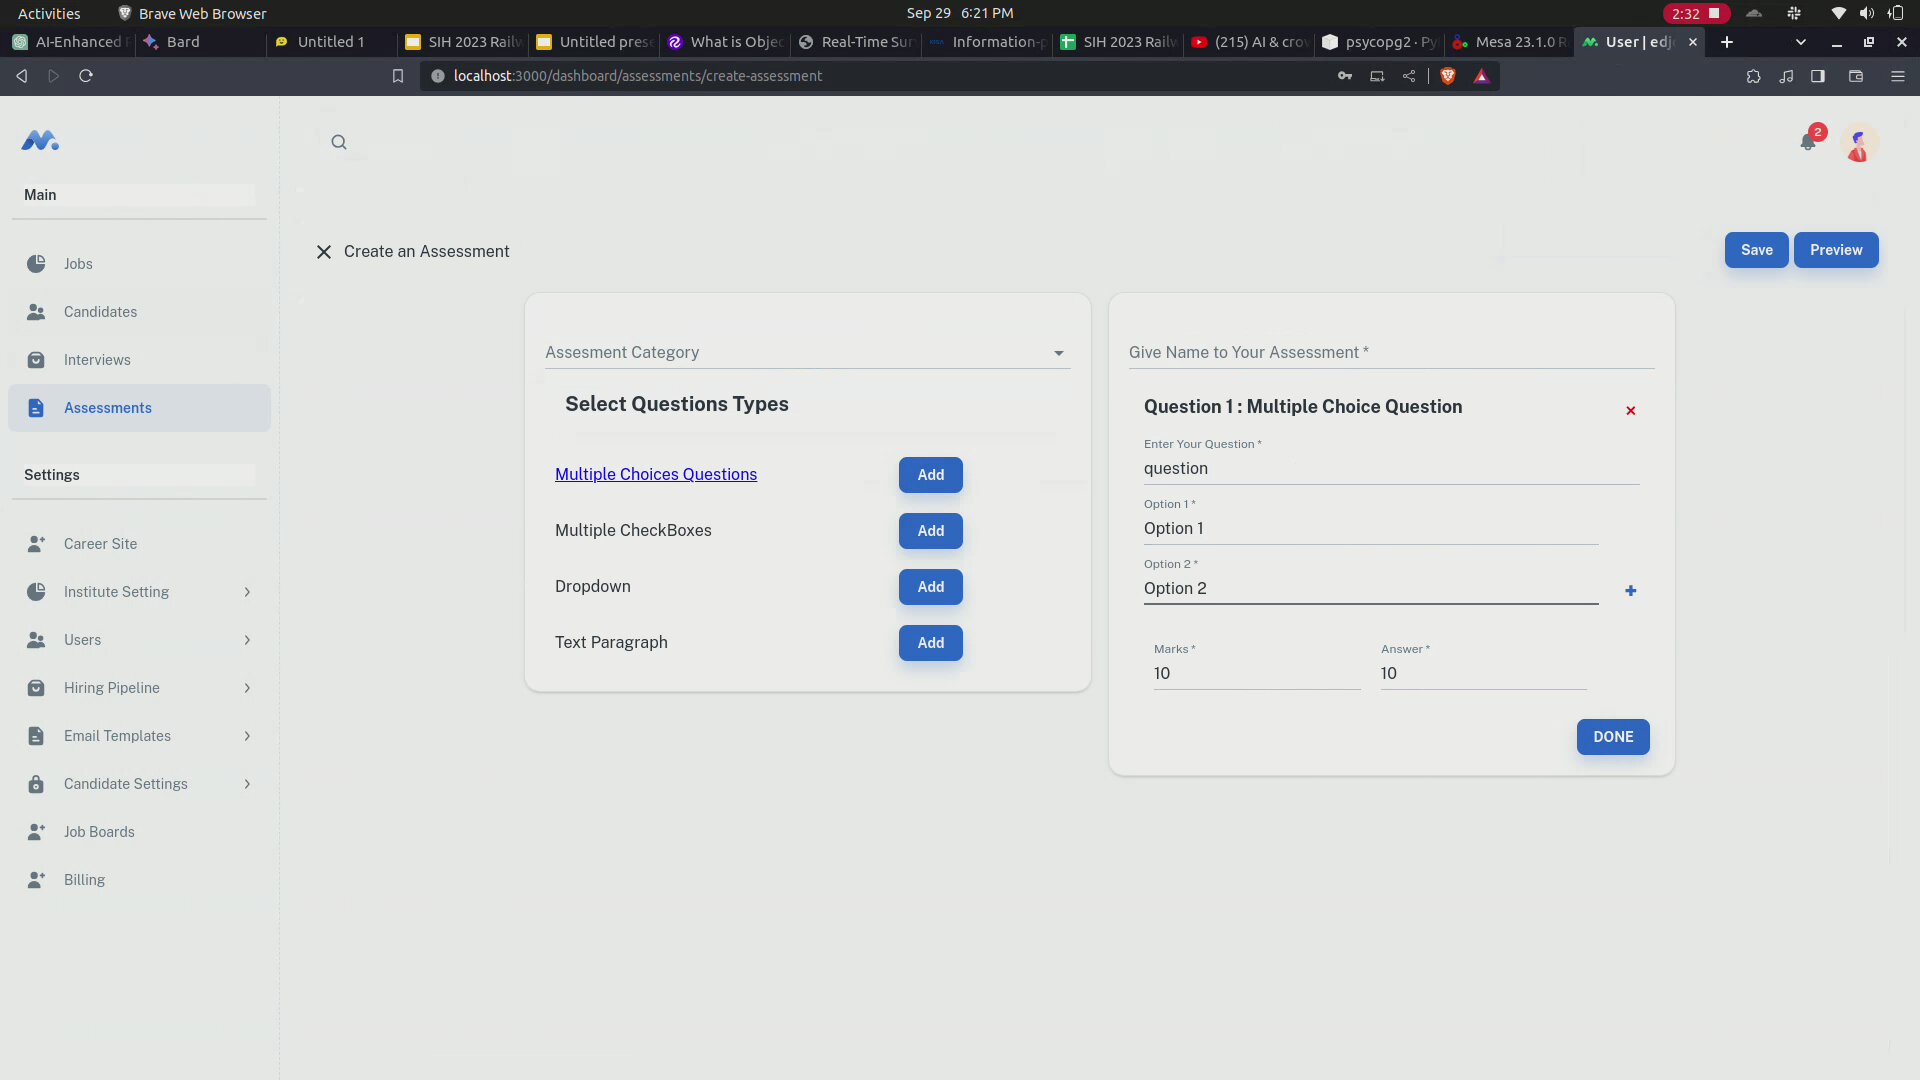 Activities
Brave Web Browser
Sep 29 6:21 PM
2:32
AI-Enhanced
Bard
Untitled 1
SIH 2023 Railw
Untitled prese
What is Objec
Real-Time Sur
Information-p
SIH 2023 Railw
(215) AI & crow
psycopg2 · Py
Mesa 23.1.0 R
User | edjo
localhost:3000/dashboard/assessments/create-assessment
2
Main
Create an Assessment
Save
Preview
Jobs
Candidates
Interviews
Assessments
Settings
Career Site
Institute Setting
Users
Hiring Pipeline
Email Templates
Candidate Settings
Job Boards
Billing
Assesment Category
Select Questions Types
Multiple Choices Questions
Add
Multiple CheckBoxes
Add
Dropdown
Add
Text Paragraph
Add
Give Name to Your Assessment *
Question 1 : Multiple Choice Question
Enter Your Question *
question
Option 1 *
Option 1
Option 2 *
Option 2
Marks *
Answer *
10
10
DONE